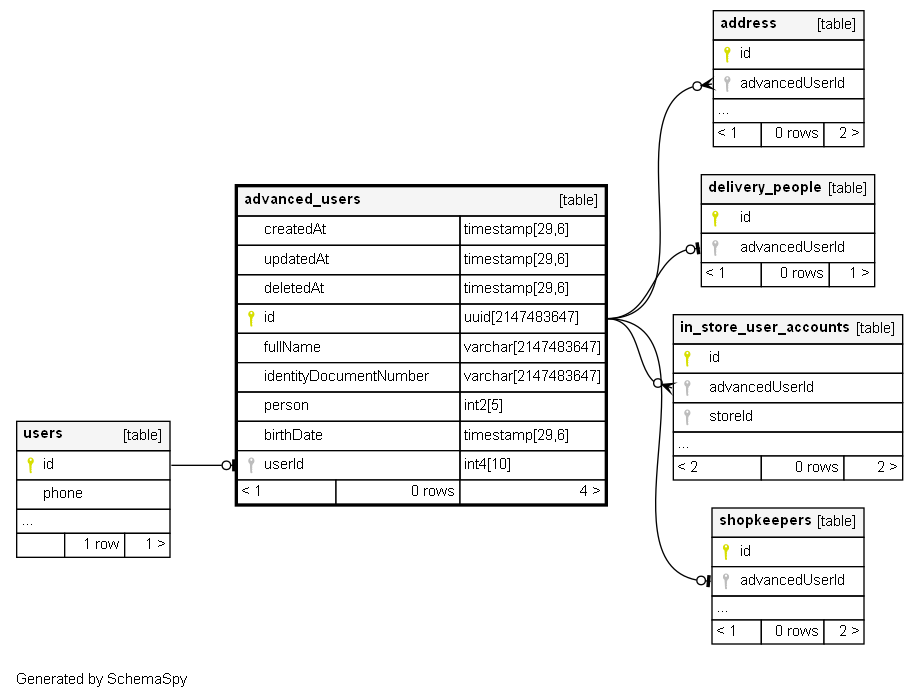 address [table]
id
advancedUserId
...
< 1 0 rows 2 >
delivery_people [table]
id
advancedUserId
< 1 0 rows 1 >
advanced_users [table]
createdAt timestamp[29,6]
updatedAt timestamp[29,6]
deletedAt timestamp[29,6]
id uuid[2147483647]
fullName varchar[2147483647]
identityDocumentNumber varchar[2147483647]
person int2[5]
birthDate timestamp[29,6]
userId int4[10]
< 1 0 rows 4 >
in_store_user_accounts [table]
id
advancedUserId
storeId
...
< 2 0 rows 2 >
users [table]
id
phone
...
1 row 1 >
shopkeepers [table]
id
advancedUserId
...
< 1 0 rows 2 >
Generated by SchemaSpy